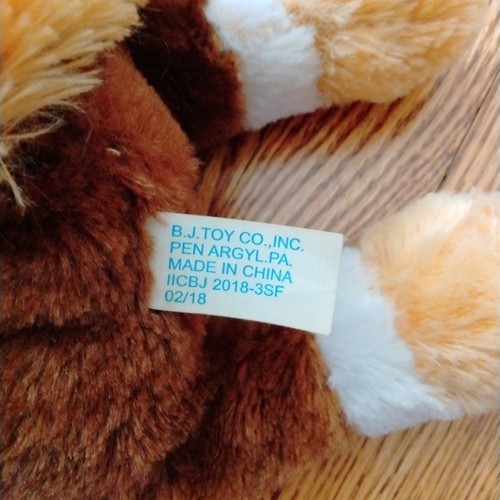 B.J.TOY CO.,INC.
PEN ARGYL.PA.
MADE IN CHINA
IICBJ 2018-3SF
02/18